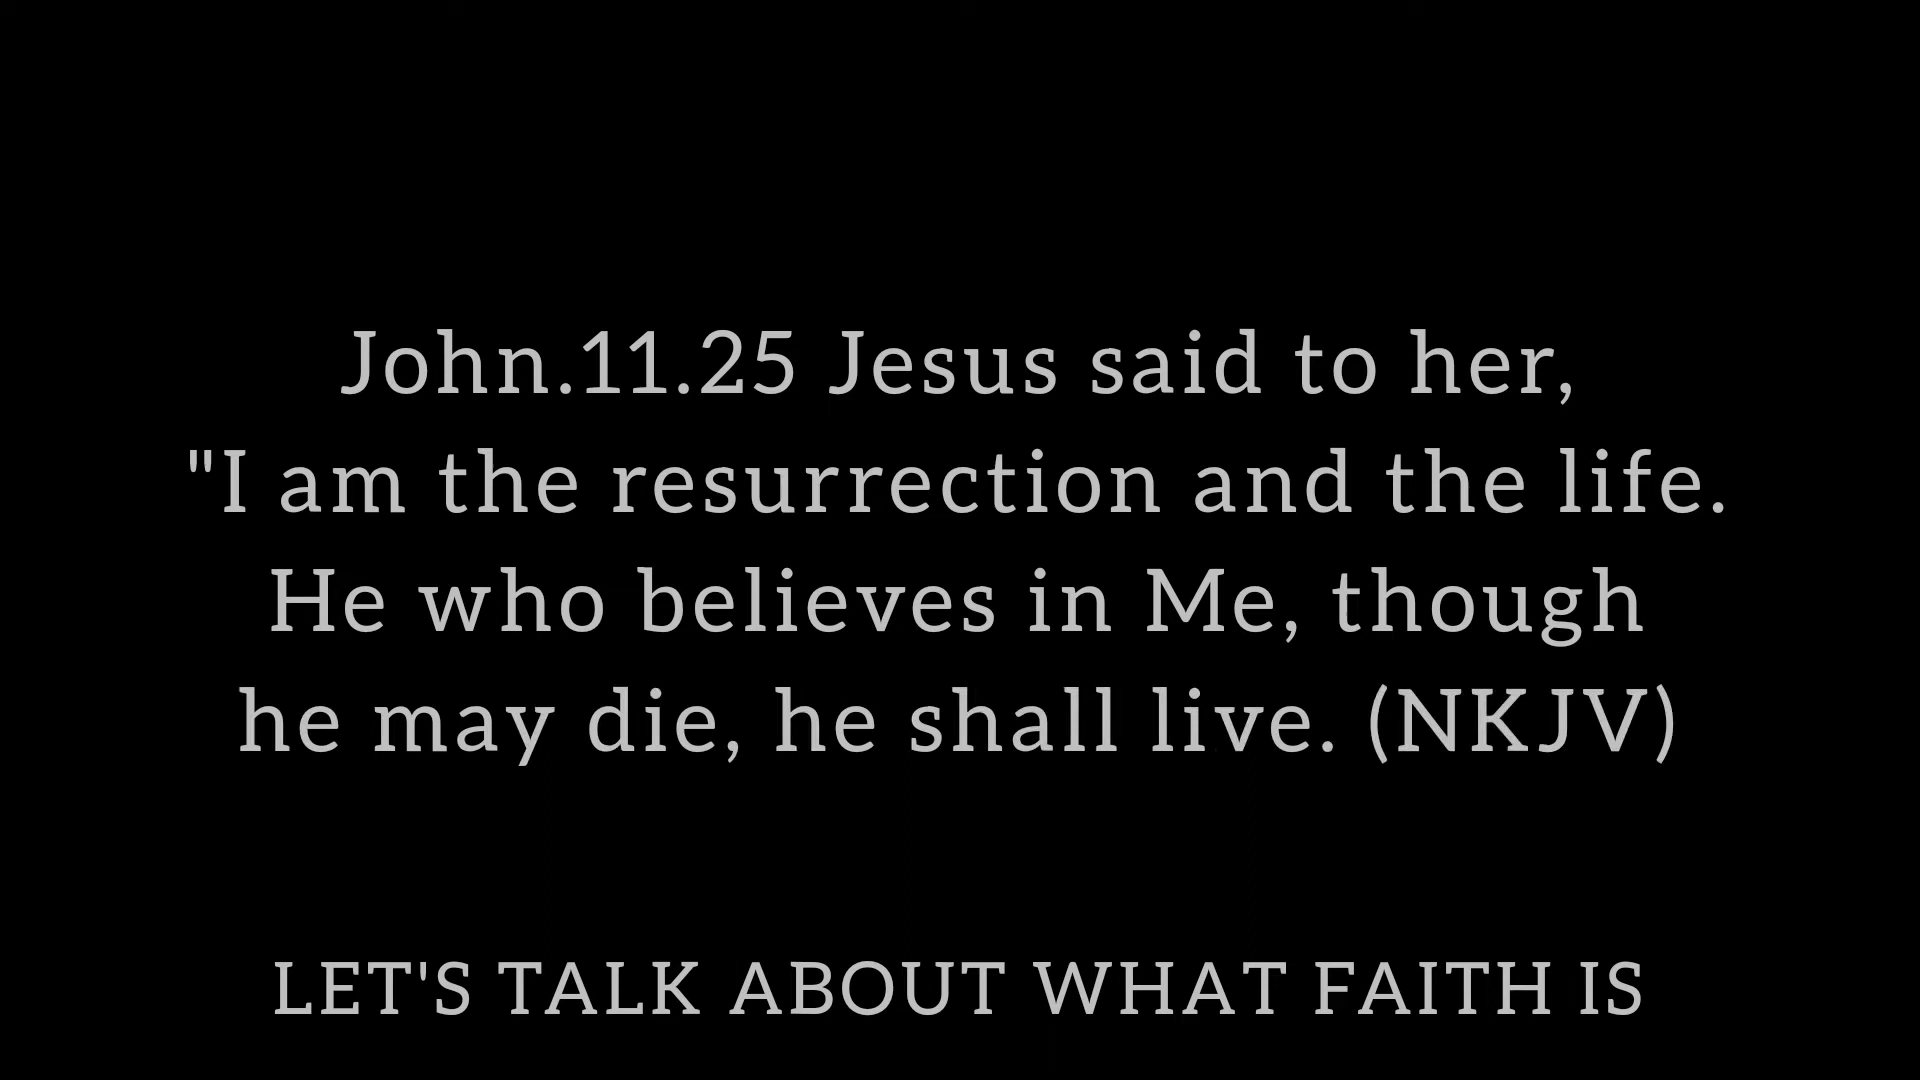 John.11.25 Jesus said to her,
"I am the resurrection and the life.
He who believes in Me, though
he may die, he shall live. (NKJV)
LET'S TALK ABOUT WHAT FAITH IS